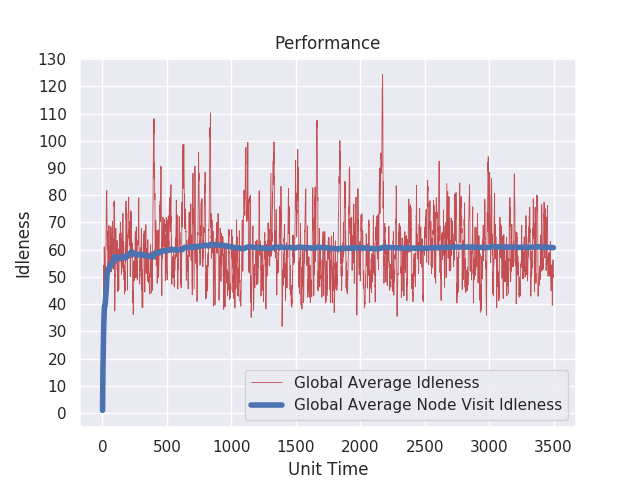 Performance
130
120
110
100
90
80
70
60
50
40
30
20
10
0
Idleness
Global Average Idleness
Global Average Node Visit Idleness
0 500 1000 1500 2000 2500 3000 3500
Unit Time